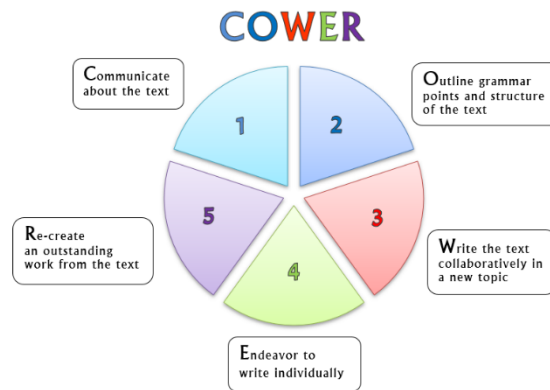 COWER
Communicate
about the text
1
2
Outline grammar
points and structure
of the text
5
3
Re-create
an outstanding
work from the text
Write the text
collaboratively in
a new topic
4
Endeavor to
write individually